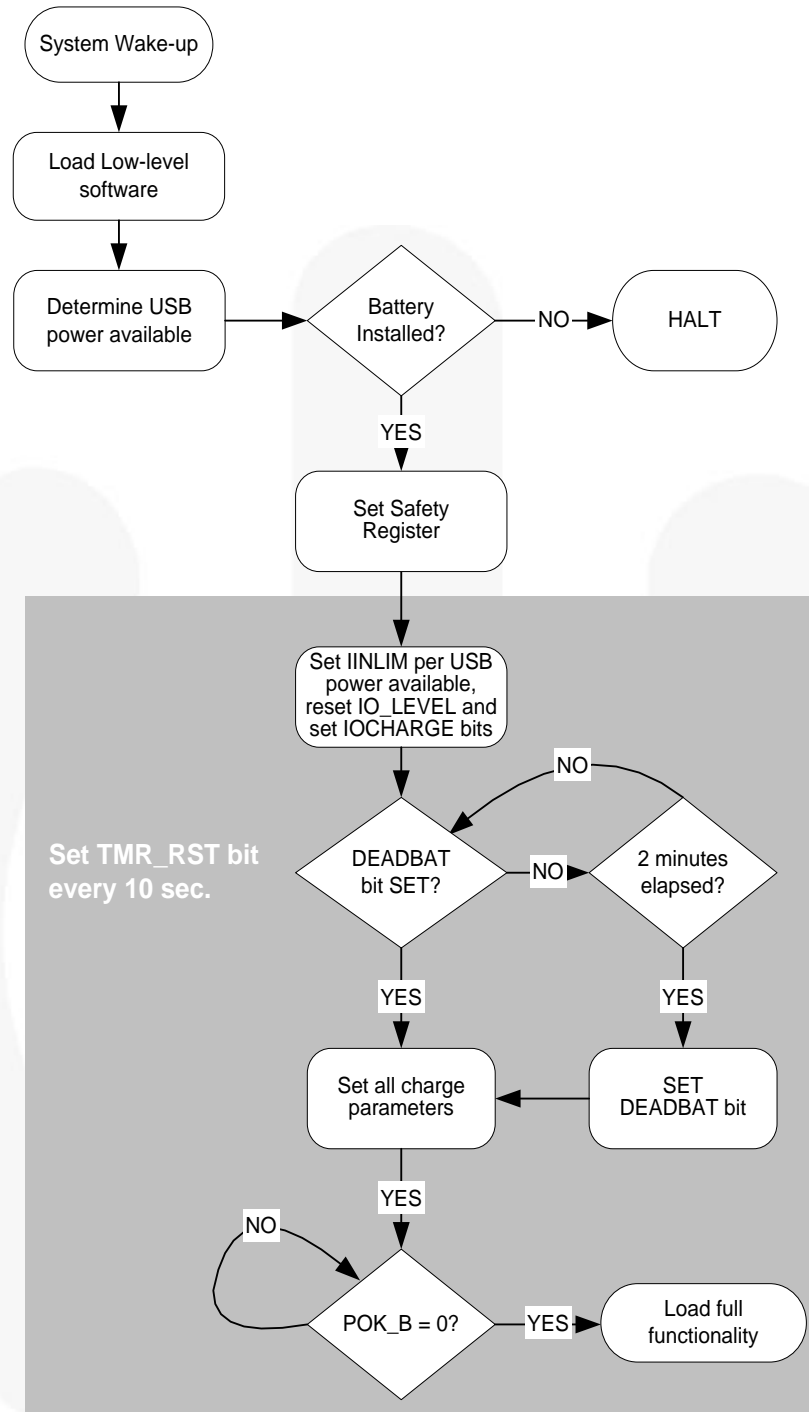 System Wake-up
Load Low-level
software
Determine USB
power available
Battery
Installed?
NO
HALT
YES
Set Safety
Register
Set IINLIM per USB
power available,
reset IO_LEVEL and
set IOCHARGE bits
NO
Set TMR_RST bit
every 10 sec.
DEADBAT
bit SET?
NO
2 minutes
elapsed?
YES
YES
Set all charge
parameters
SET
DEADBAT bit
YES
NO
POK_B = 0?
YES
Load full
functionality